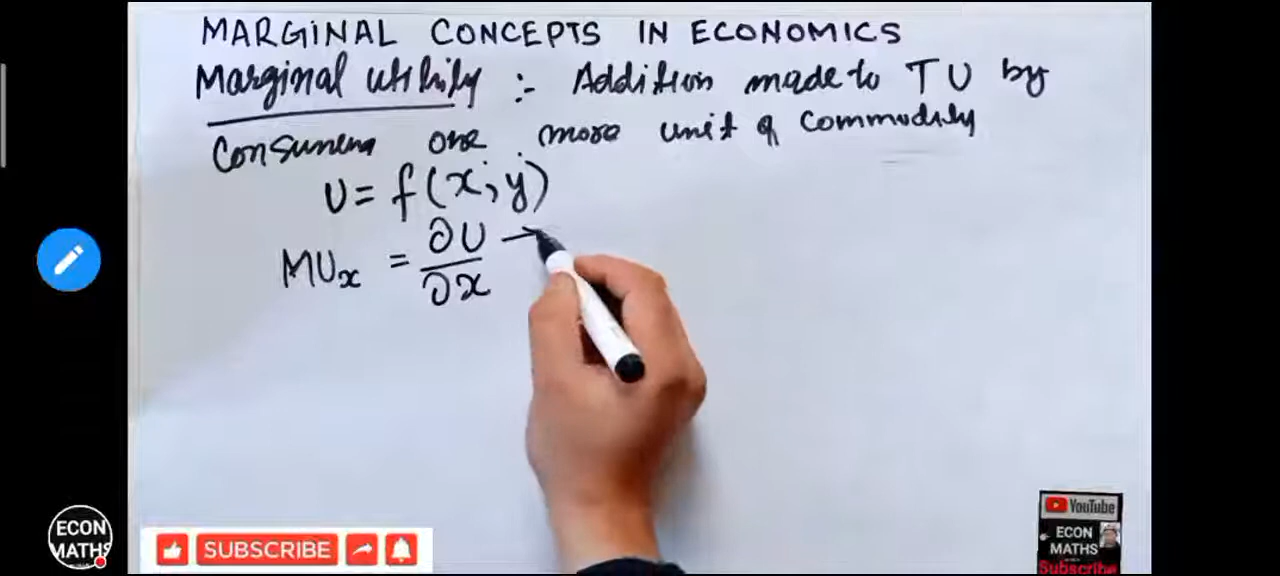 MARGINAL CONCEPTS IN ECONOMICS
Marginal utility :- Addition made to TU by
Consuming one more unit of Commodity
U = f(x, y)
MUx = ∂U / ∂x →
ECON
MATHS
SUBSCRIBE
YouTube
ECON
MATHS
Subscribe